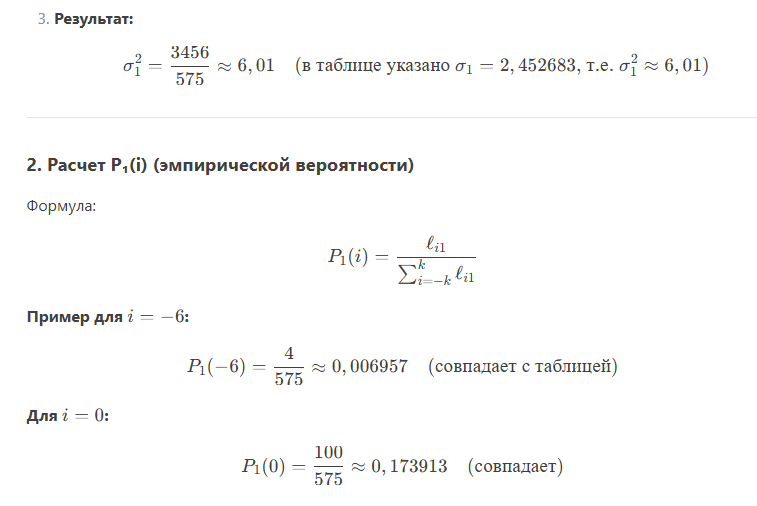 3. Результат:
σ₁² = 3456/575 ≈ 6,01 (в таблице указано σ₁ = 2,452683, т.е. σ₁² ≈ 6,01)
2. Расчет P₁(i) (эмпирической вероятности)
Формула:
P₁(i) = ℓᵢ₁ / ∑ᵢ₌₋ₖᵏ ℓᵢ₁
Пример для i = −6:
P₁(−6) = 4/575 ≈ 0,006957 (совпадает с таблицей)
Для i = 0:
P₁(0) = 100/575 ≈ 0,173913 (совпадает)